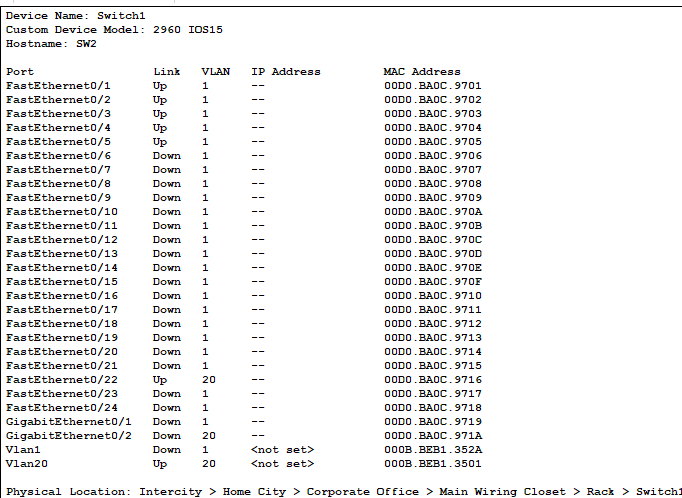 Device Name: Switch1
Custom Device Model: 2960 IOS15
Hostname: SW2
Port Link VLAN IP Address MAC Address
FastEthernet0/1 Up 1 -- 00D0.BA0C.9701
FastEthernet0/2 Up 1 -- 00D0.BA0C.9702
FastEthernet0/3 Up 1 -- 00D0.BA0C.9703
FastEthernet0/4 Up 1 -- 00D0.BA0C.9704
FastEthernet0/5 Up 1 -- 00D0.BA0C.9705
FastEthernet0/6 Down 1 -- 00D0.BA0C.9706
FastEthernet0/7 Down 1 -- 00D0.BA0C.9707
FastEthernet0/8 Down 1 -- 00D0.BA0C.9708
FastEthernet0/9 Down 1 -- 00D0.BA0C.9709
FastEthernet0/10 Down 1 -- 00D0.BA0C.970A
FastEthernet0/11 Down 1 -- 00D0.BA0C.970B
FastEthernet0/12 Down 1 -- 00D0.BA0C.970C
FastEthernet0/13 Down 1 -- 00D0.BA0C.970D
FastEthernet0/14 Down 1 -- 00D0.BA0C.970E
FastEthernet0/15 Down 1 -- 00D0.BA0C.970F
FastEthernet0/16 Down 1 -- 00D0.BA0C.9710
FastEthernet0/17 Down 1 -- 00D0.BA0C.9711
FastEthernet0/18 Down 1 -- 00D0.BA0C.9712
FastEthernet0/19 Down 1 -- 00D0.BA0C.9713
FastEthernet0/20 Down 1 -- 00D0.BA0C.9714
FastEthernet0/21 Down 1 -- 00D0.BA0C.9715
FastEthernet0/22 Up 20 -- 00D0.BA0C.9716
FastEthernet0/23 Down 1 -- 00D0.BA0C.9717
FastEthernet0/24 Down 1 -- 00D0.BA0C.9718
GigabitEthernet0/1 Down 1 -- 00D0.BA0C.9719
GigabitEthernet0/2 Down 20 -- 00D0.BA0C.971A
Vlan1 Down 1 <not set> 000B.BEB1.352A
Vlan20 Up 20 <not set> 000B.BEB1.3501
Physical Location: Intercity > Home City > Corporate Office > Main Wiring Closet > Rack > Switch1